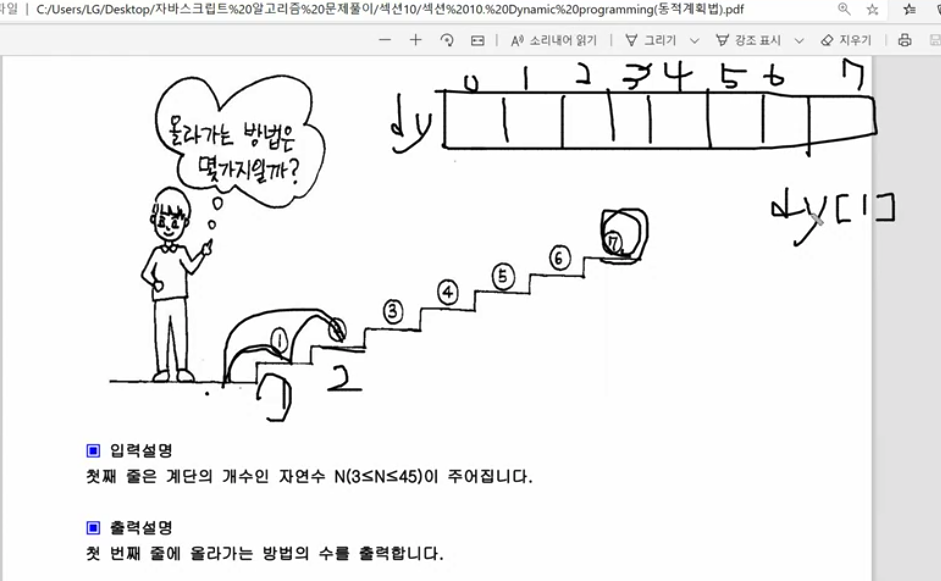 파일 | C:/Users/LG/Desktop/자바스크립트%20알고리즘%20문제풀이/섹션10/섹션%2010.%20Dynamic%20programming(동적계획법).pdf
소리내어 읽기 | 그리기 강조 표시 지우기
0 1 2 3 4 5 6 7
dy
올라가는 방법은
몇가지일까?
dy[1]
⑦
⑥
⑤
④
③
①
1 2
입력설명
첫째 줄은 계단의 개수인 자연수 N(3≤N≤45)이 주어집니다.
출력설명
첫 번째 줄에 올라가는 방법의 수를 출력합니다.